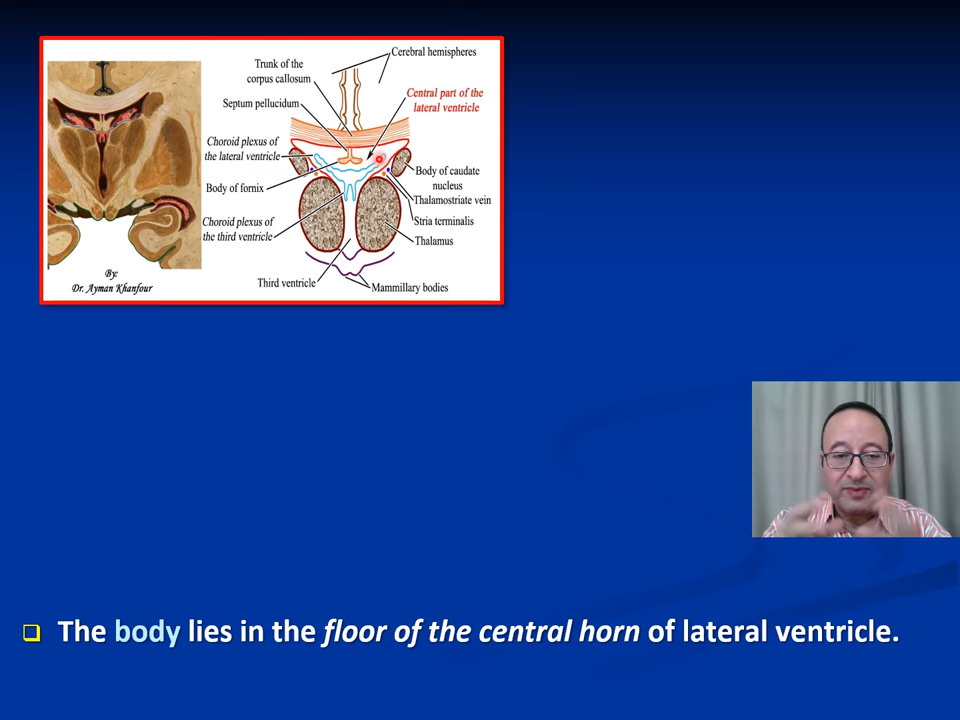 Cerebral hemispheres
Trunk of the
corpus callosum
Central part of the
lateral ventricle
Septum pellucidum
Choroid plexus of
the lateral ventricle
Body of caudate
nucleus
Body of fornix
Thalamostriate vein
Choroid plexus of
the third ventricle
Stria terminalis
Thalamus
By:
Dr. Ayman Khanfour
Third ventricle
Mammillary bodies
The body lies in the floor of the central horn of lateral ventricle.